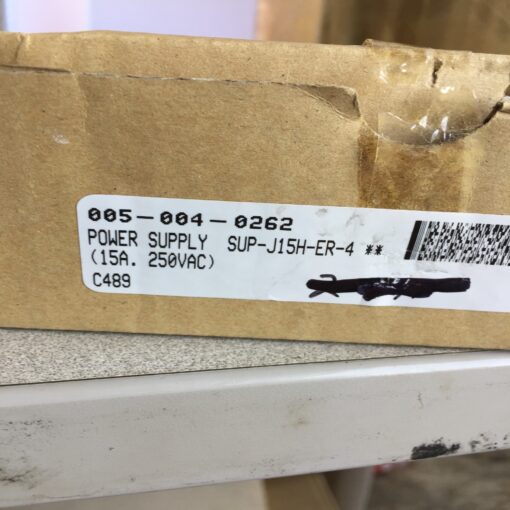 005-004-0262
POWER SUPPLY SUP-J15H-ER-4 **
(15A. 250VAC)
C489